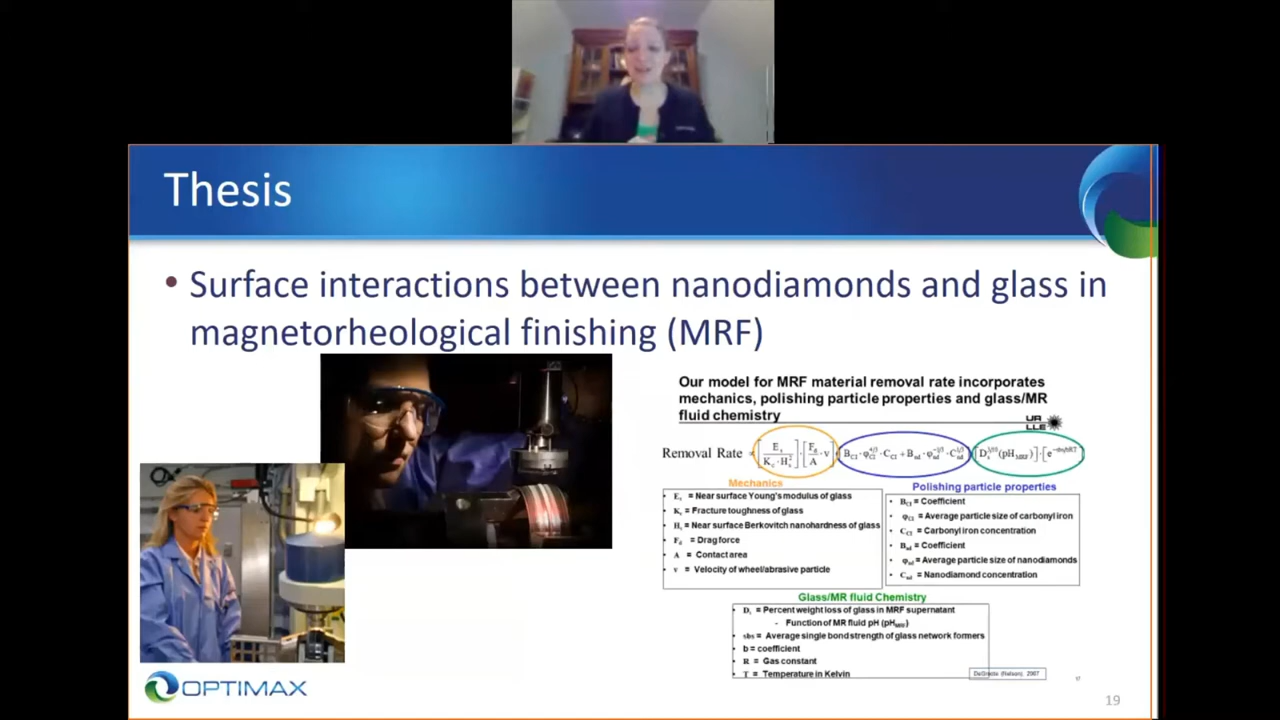 Thesis
• Surface interactions between nanodiamonds and glass in
magnetorheological finishing (MRF)
Our model for MRF material removal rate incorporates
mechanics, polishing particle properties and glass/MR
fluid chemistry
UR
LLE
Removal Rate
Mechanics
• = Near surface Young's modulus of glass
• = Fracture toughness of glass
• = Near surface Berkovitch nanohardness of glass
• = Drag force
• A = Contact area
• v = Velocity of wheel/abrasive particle
Polishing particle properties
• = Coefficient
• = Average particle size of carbonyl iron
• = Carbonyl iron concentration
• = Coefficient
• = Average particle size of nanodiamonds
• = Nanodiamond concentration
Glass/MR fluid Chemistry
• = Percent weight loss of glass in MRF supernatant
- Function of MR fluid pH (pH_MRF)
• sbs = Average single bond strength of glass network formers
• b = coefficient
• R = Gas constant
• T = Temperature in Kelvin
DeGroote (Nelson), 2007
OPTIMAX
19